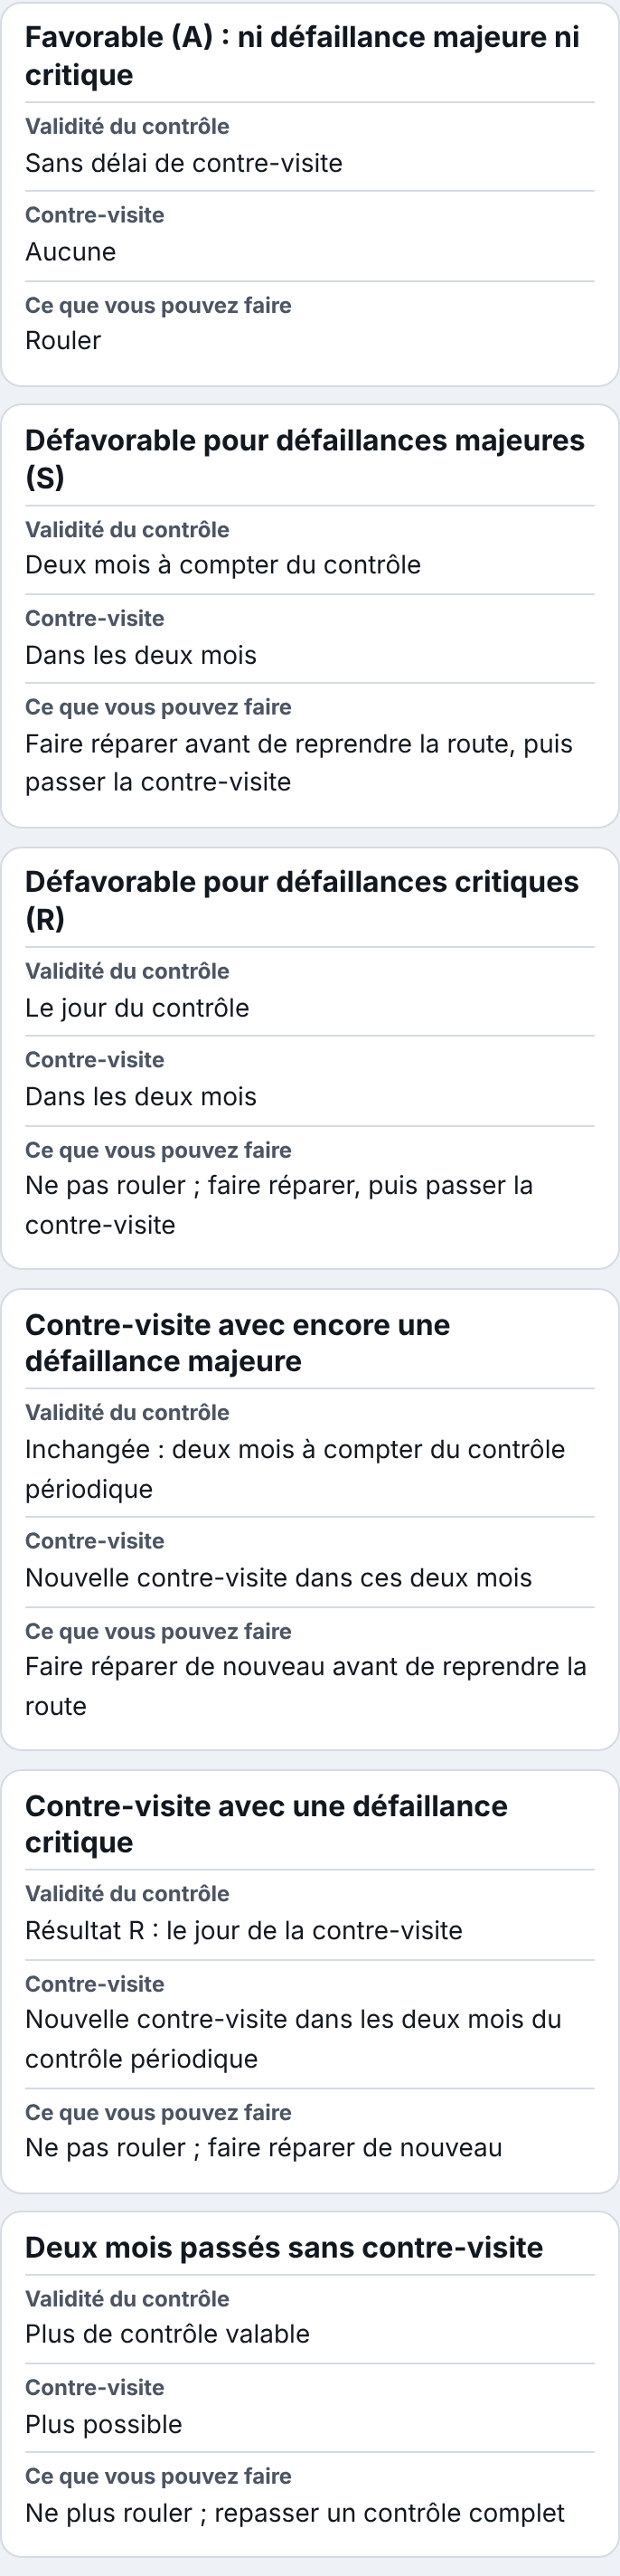 Favorable (A) : ni défaillance majeure ni
critique
Validité du contrôle
Sans délai de contre-visite
Contre-visite
Aucune
Ce que vous pouvez faire
Rouler
Défavorable pour défaillances majeures
(S)
Validité du contrôle
Deux mois à compter du contrôle
Contre-visite
Dans les deux mois
Ce que vous pouvez faire
Faire réparer avant de reprendre la route, puis
passer la contre-visite
Défavorable pour défaillances critiques
(R)
Validité du contrôle
Le jour du contrôle
Contre-visite
Dans les deux mois
Ce que vous pouvez faire
Ne pas rouler ; faire réparer, puis passer la
contre-visite
Contre-visite avec encore une
défaillance majeure
Validité du contrôle
Inchangée : deux mois à compter du contrôle
périodique
Contre-visite
Nouvelle contre-visite dans ces deux mois
Ce que vous pouvez faire
Faire réparer de nouveau avant de reprendre la
route
Contre-visite avec une défaillance
critique
Validité du contrôle
Résultat R : le jour de la contre-visite
Contre-visite
Nouvelle contre-visite dans les deux mois du
contrôle périodique
Ce que vous pouvez faire
Ne pas rouler ; faire réparer de nouveau
Deux mois passés sans contre-visite
Validité du contrôle
Plus de contrôle valable
Contre-visite
Plus possible
Ce que vous pouvez faire
Ne plus rouler ; repasser un contrôle complet